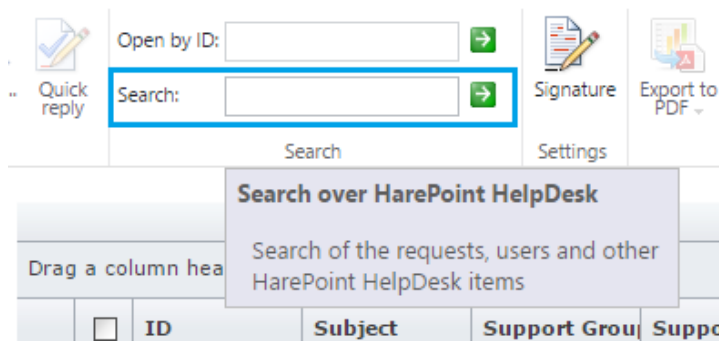 Open by ID:
..
Quick
reply
Search:
Signature
Export to
PDF
Search
Settings
Search over HarePoint HelpDesk
Search of the requests, users and other
HarePoint HelpDesk items
Drag a column hea
ID
Subject
Support Grou
Suppo